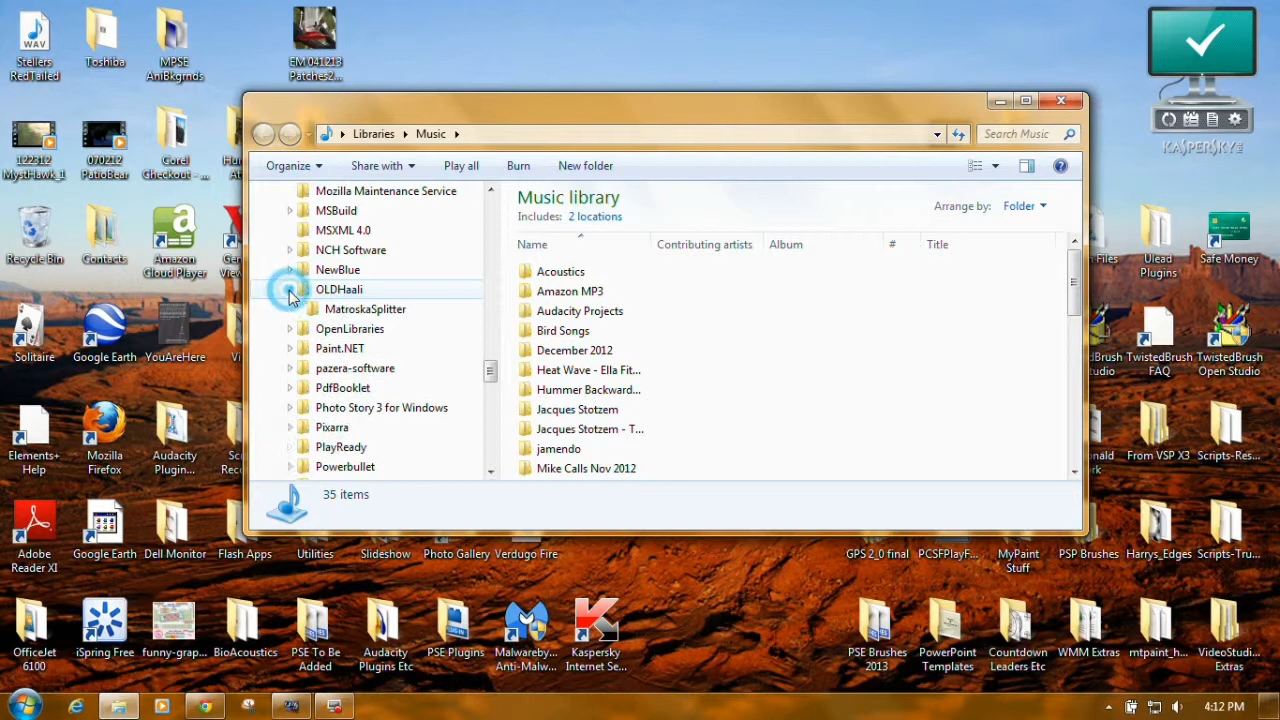 WAV
Stellers
RedTailed
Toshiba
MPSE
AniBkgrnds
EM 041213
Patches2...
KASPERSKY
122312
MystHawk_1
070212
PatioBear
Corel
Checkout - ...
Recycle Bin
Contacts
Amazon
Cloud Player
Solitaire
Google Earth
YouAreHere
Elements+
Help
Mozilla
Firefox
Audacity
Plugin...
Adobe
Reader XI
Google Earth
Dell Monitor
Flash Apps
Utilities
Slideshow
Photo Gallery
Verdugo Fire
OfficeJet
6100
iSpring Free
funny-grap...
BioAcoustics
PSE To Be
Added
Audacity
Plugins Etc
PSE Plugins
Malwareby...
Anti-Malw...
Kaspersky
Internet Se...
Libraries
Music
Search Music
Organize
Share with
Play all
Burn
New folder
Mozilla Maintenance Service
MSBuild
MSXML 4.0
NCH Software
NewBlue
OLDHaali
MatroskaSplitter
OpenLibraries
Paint.NET
pazera-software
PdfBooklet
Photo Story 3 for Windows
Pixarra
PlayReady
Powerbullet
Music library
Includes: 2 locations
Arrange by: Folder
Name
Contributing artists
Album
#
Title
Acoustics
Amazon MP3
Audacity Projects
Bird Songs
December 2012
Heat Wave - Ella Fit...
Hummer Backward...
Jacques Stotzem
Jacques Stotzem - T...
jamendo
Mike Calls Nov 2012
35 items
Ulead
Plugins
Safe Money
TwistedBrush
FAQ
TwistedBrush
Open Studio
From VSP X3
Scripts-Res...
GPS 2_0 final
PCSFPlayF...
MyPaint
Stuff
PSP Brushes
Harrys_Edges
Scripts-Tru...
PSE Brushes
2013
PowerPoint
Templates
Countdown
Leaders Etc
WMM Extras
mtpaint_h...
VideoStudi...
Extras
4:12 PM